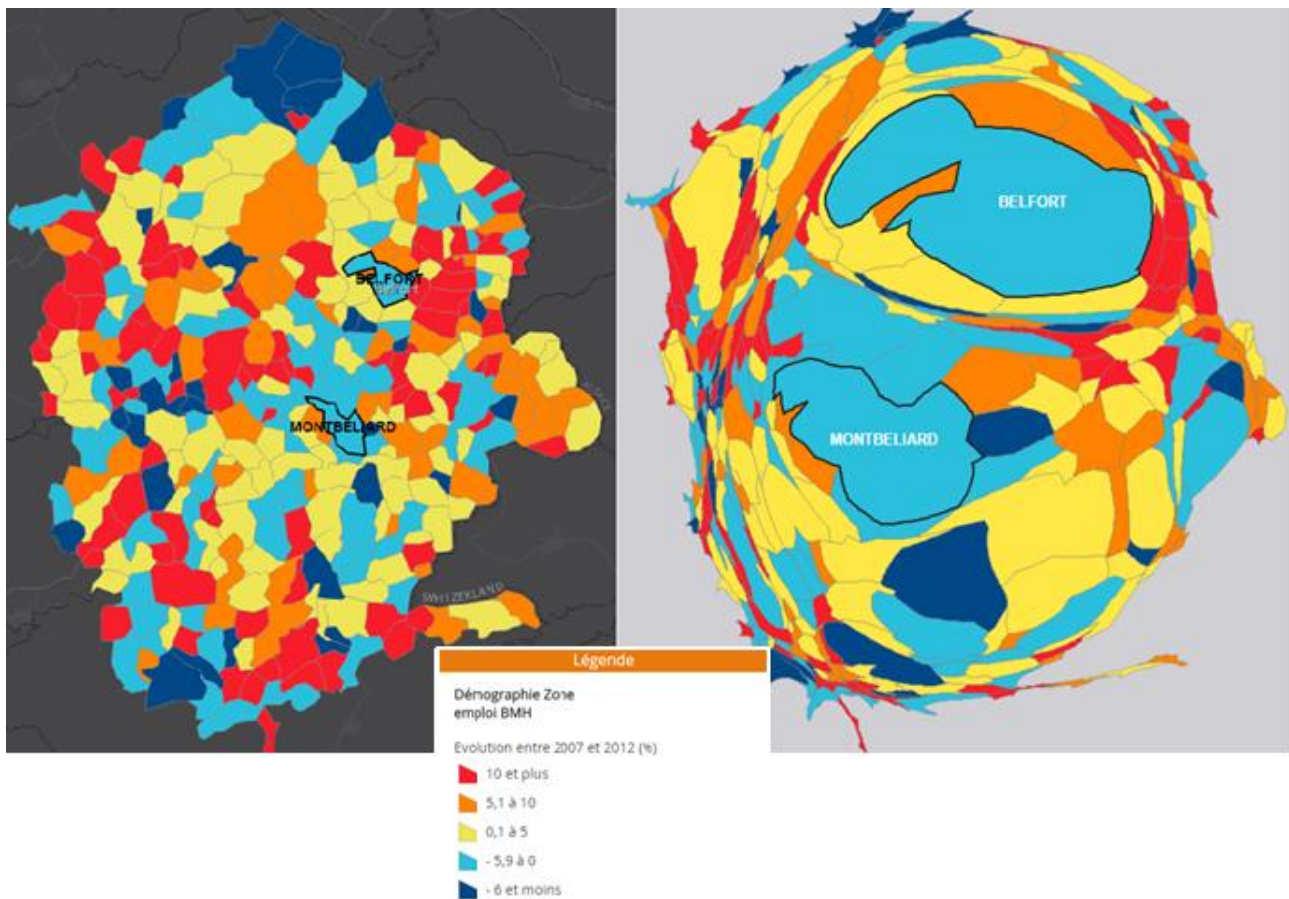 BELFORT
BELFORT
ALSACE
MONTBELIARD
MONTBELIARD
SWITZERLAND
Légende
Démographie Zone
emploi BMH
Evolution entre 2007 et 2012 (%)
10 et plus
5,1 à 10
0,1 à 5
- 5,9 à 0
- 6 et moins